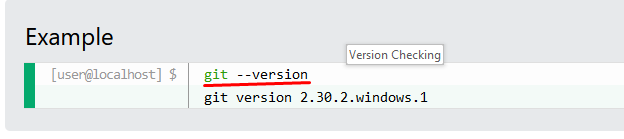 Example
Version Checking
[user@localhost] $ git --version
git version 2.30.2.windows.1